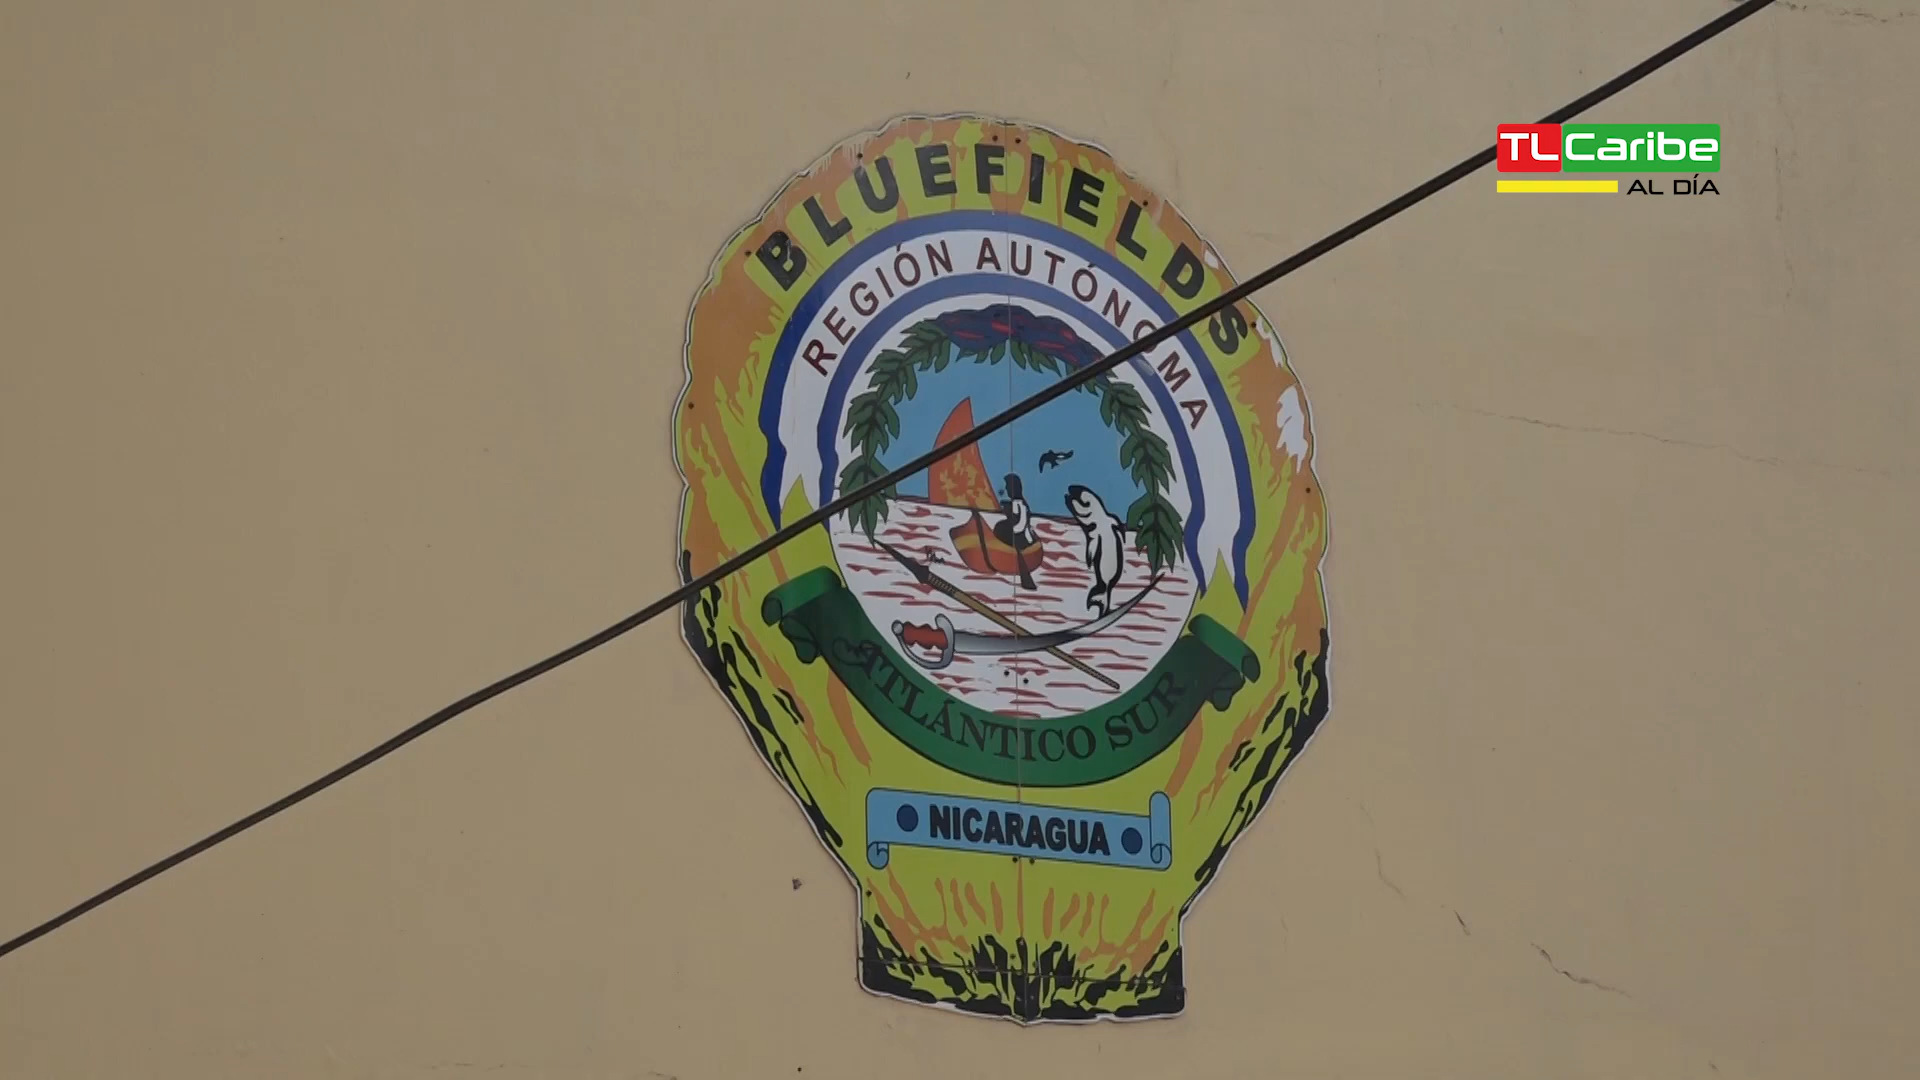 BLUEFIELDS
REGIÓN AUTÓNOMA
ATLÁNTICO SUR
NICARAGUA
TLCaribe
AL DÍA